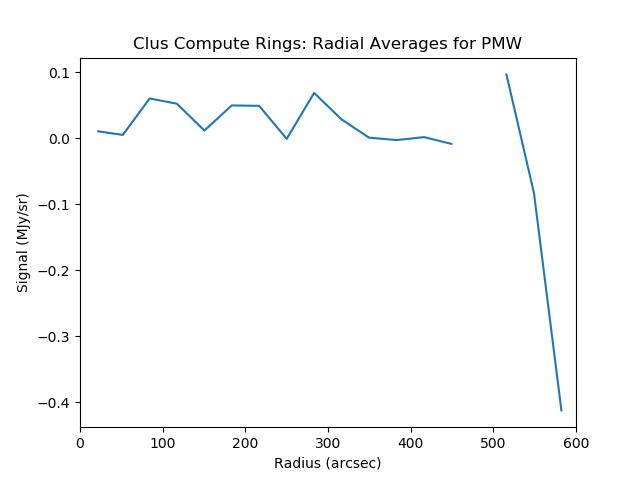 Clus Compute Rings: Radial Averages for PMW
0.1
0.0
−0.1
−0.2
−0.3
−0.4
Signal (MJy/sr)
0 100 200 300 400 500 600
Radius (arcsec)